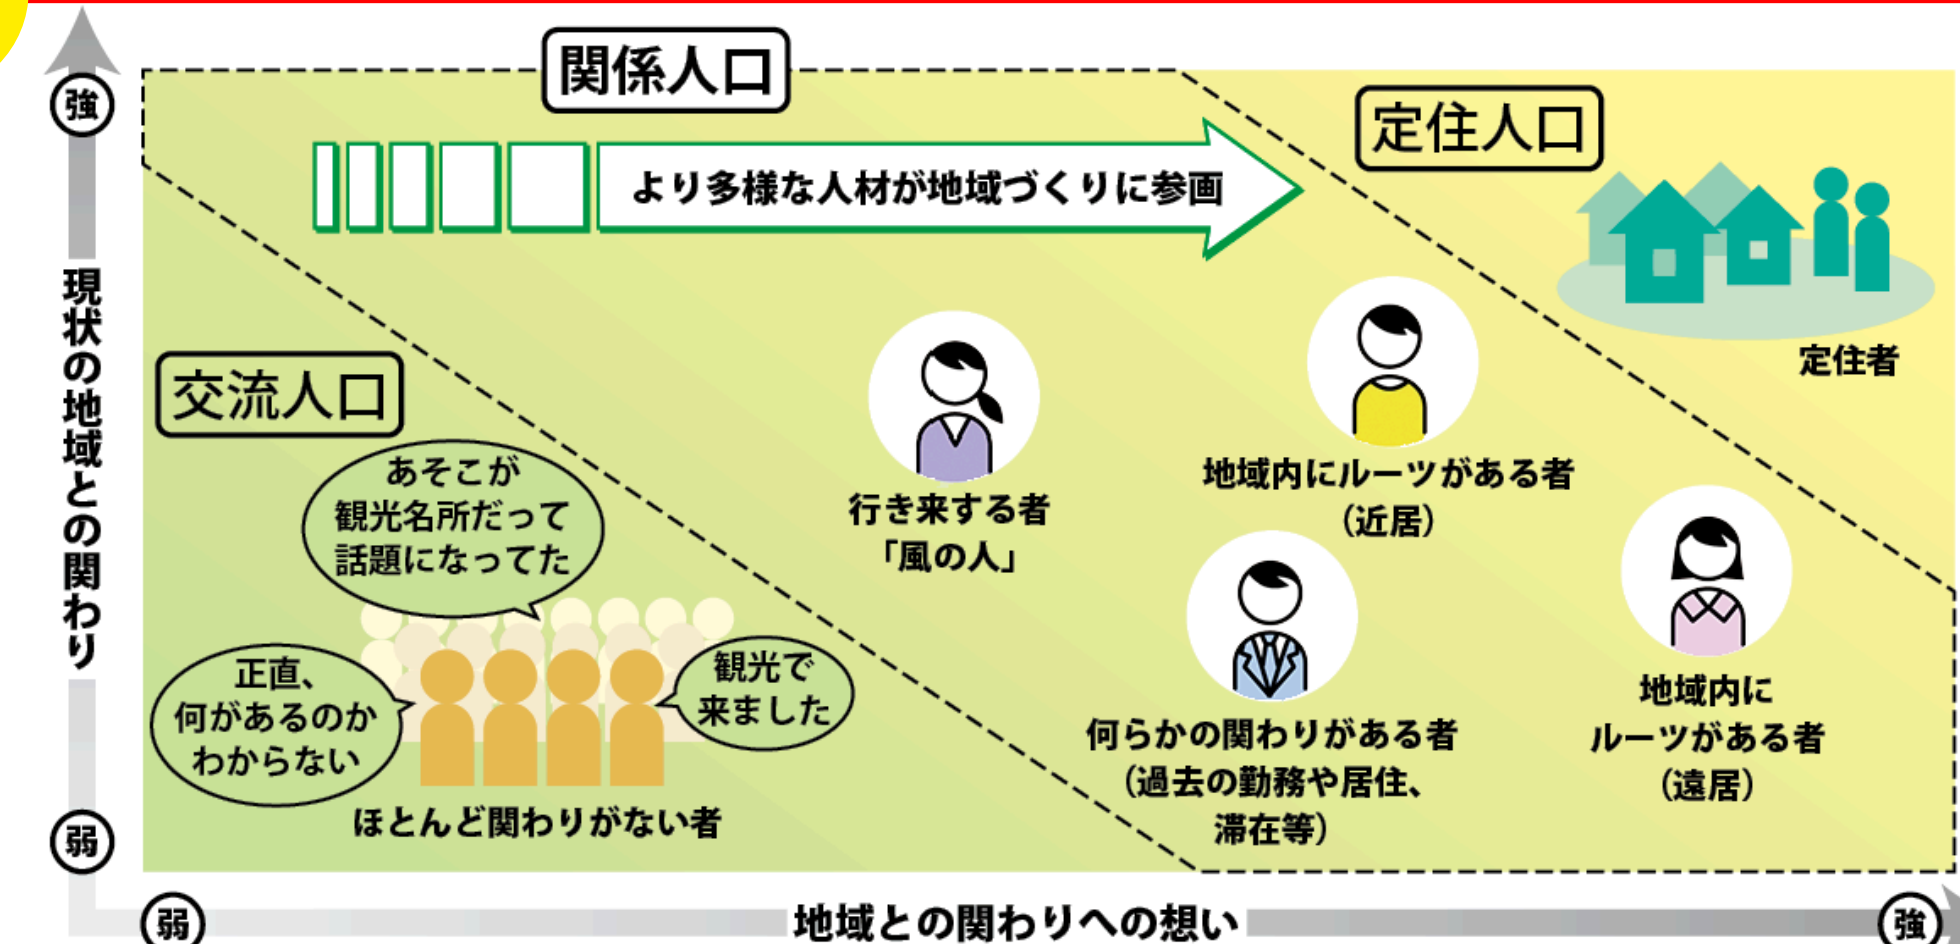 関係人口
強
定住人口
より多様な人材が地域づくりに参画
現状の地域との関わり
定住者
交流人口
あそこが
観光名所だって
話題になってた
地域内にルーツがある者
（近居）
行き来する者
「風の人」
正直、
何があるのか
わからない
観光で
来ました
地域内に
ルーツがある者
（遠居）
何らかの関わりがある者
（過去の勤務や居住、
滞在等）
ほとんど関わりがない者
弱
弱
地域との関わりへの想い
強